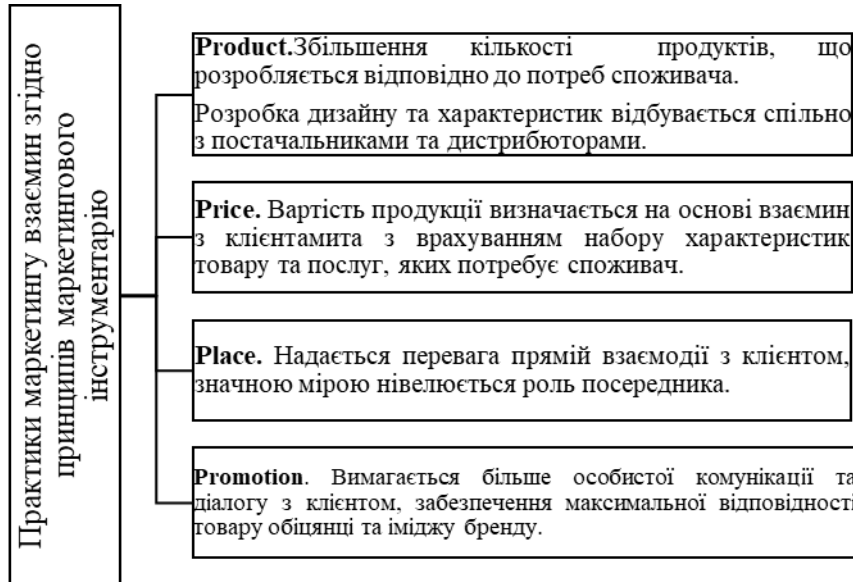 Практики маркетингу взаємин згідно
принципів маркетингового
інструментарію
Product.Збільшення кількості продуктів, що
розробляється відповідно до потреб споживача.
Розробка дизайну та характеристик відбувається спільно
з постачальниками та дистрибюторами.
Price. Вартість продукції визначається на основі взаємин
з клієнтамита з врахуванням набору характеристик
товару та послуг, яких потребує споживач.
Place. Надається перевага прямій взаємодії з клієнтом,
значною мірою нівелюється роль посередника.
Promotion. Вимагається більше особистої комунікації та
діалогу з клієнтом, забезпечення максимальної відповідності
товару обіцянці та іміджу бренду.